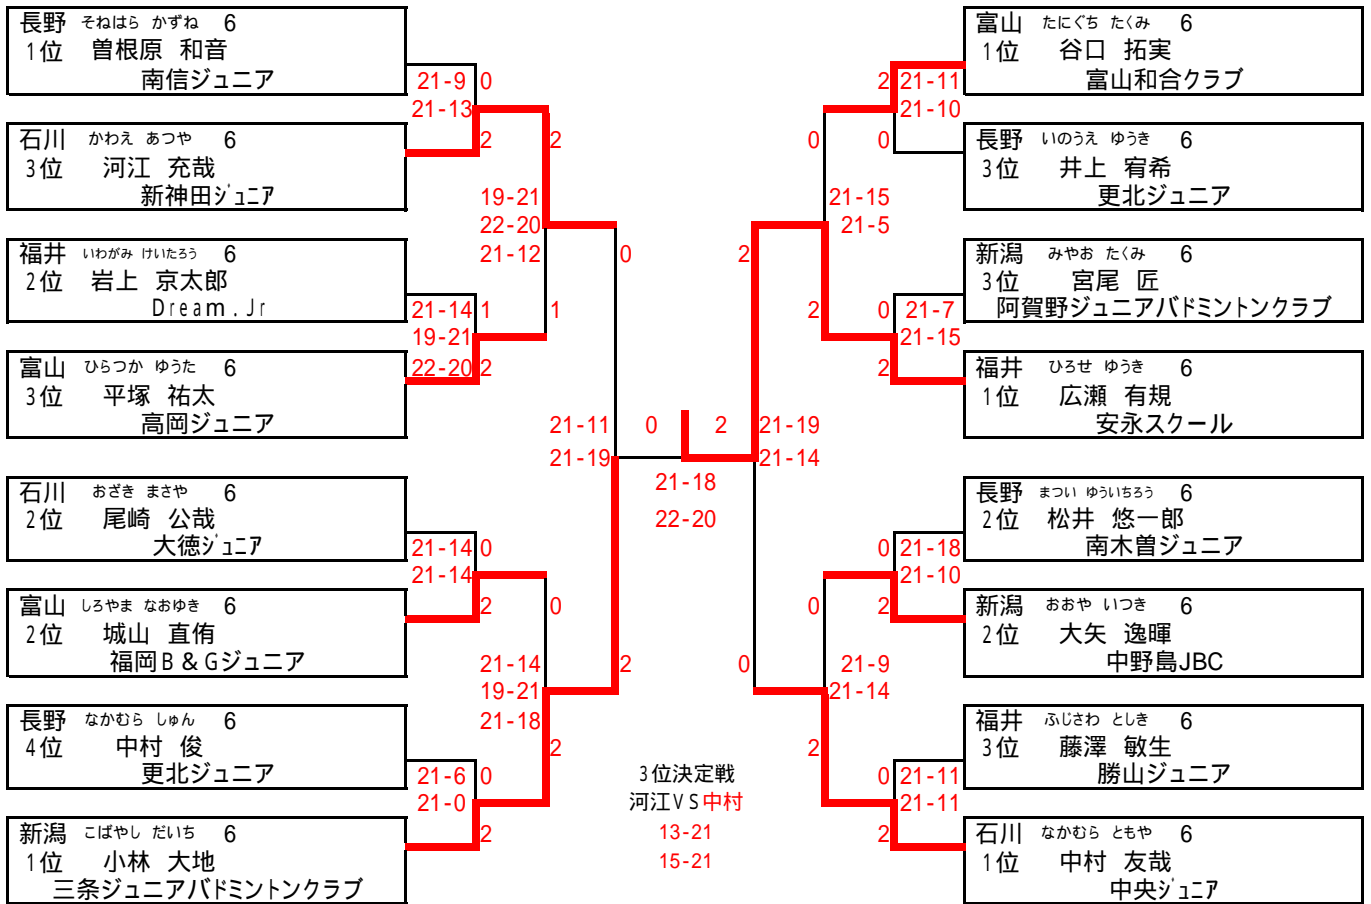 長野 そねはら かずね 6
1位 曽根原 和音
南信ジュニア
石川 かわえ あつや 6
3位 河江 充哉
新神田ジュニア
福井 いわがみ けいたろう 6
2位 岩上 京太郎
Dream.Jr
富山 ひらつか ゆうた 6
3位 平塚 祐太
高岡ジュニア
石川 おざき まさや 6
2位 尾崎 公哉
大徳ジュニア
富山 しろやま なおゆき 6
2位 城山 直侑
福岡B&Gジュニア
長野 なかむら しゅん 6
4位 中村 俊
更北ジュニア
新潟 こばやし だいち 6
1位 小林 大地
三条ジュニアバドミントンクラブ
21-9 0
21-13
2
2
19-21
22-20
21-12
0
21-14 1
1
19-21
22-20 2
21-11
21-19
21-14 0
21-14
2
0
21-14
2
19-21
21-18
2
21-6 0
21-0
2
0
2
21-18
22-20
3位決定戦
河江VS中村
13-21
15-21
2 21-11
21-10
0
0
21-15
21-5
2
2
0 21-7
21-15
2
21-19
21-14
0 21-18
21-10
0
2
0
21-9
21-14
2
0 21-11
21-11
2
富山 たにぐち たくみ 6
1位 谷口 拓実
富山和合クラブ
長野 いのうえ ゆうき 6
3位 井上 宥希
更北ジュニア
新潟 みやお たくみ 6
3位 宮尾 匠
阿賀野ジュニアバドミントンクラブ
福井 ひろせ ゆうき 6
1位 広瀬 有規
安永スクール
長野 まつい ゆういちろう 6
2位 松井 悠一郎
南木曽ジュニア
新潟 おおや いつき 6
2位 大矢 逸暉
中野島JBC
福井 ふじさわ としき 6
3位 藤澤 敏生
勝山ジュニア
石川 なかむら ともや 6
1位 中村 友哉
中央ジュニア